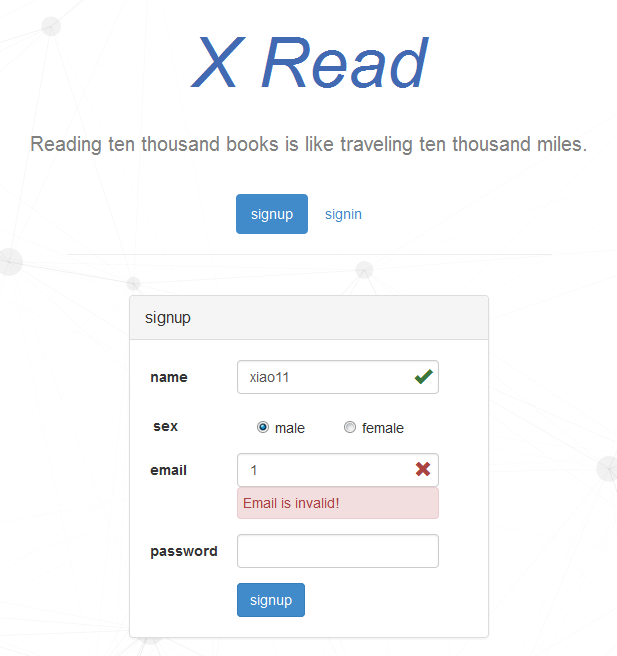 X Read
Reading ten thousand books is like traveling ten thousand miles.
signup signin
signup
name xiao11
sex male female
email 1
Email is invalid!
password
signup